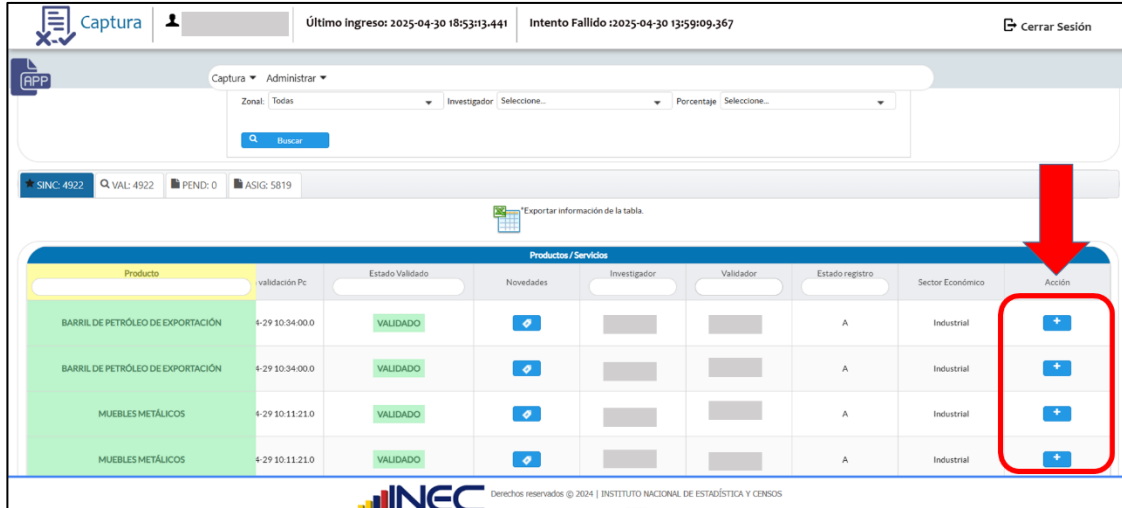 Captura
Último ingreso: 2025-04-30 18:53:13.441
Intento Fallido :2025-04-30 13:59:09.367
Cerrar Sesión
APP
Captura
Administrar
Zonal: Todas
Investigador Seleccione...
Porcentaje Seleccione...
Buscar
SINC: 4922
VAL: 4922
PEND: 0
ASIG: 5819
*Exportar información de la tabla.
Productos / Servicios
Producto
validación Pc
Estado Validado
Novedades
Investigador
Validador
Estado registro
Sector Económico
Acción
BARRIL DE PETRÓLEO DE EXPORTACIÓN 4-29 10:34:00.0 VALIDADO A Industrial +
BARRIL DE PETRÓLEO DE EXPORTACIÓN 4-29 10:34:00.0 VALIDADO A Industrial +
MUEBLES METÁLICOS 4-29 10:11:21.0 VALIDADO A Industrial +
MUEBLES METÁLICOS 4-29 10:11:21.0 VALIDADO A Industrial +
INEC
Derechos reservados © 2024 | INSTITUTO NACIONAL DE ESTADÍSTICA Y CENSOS